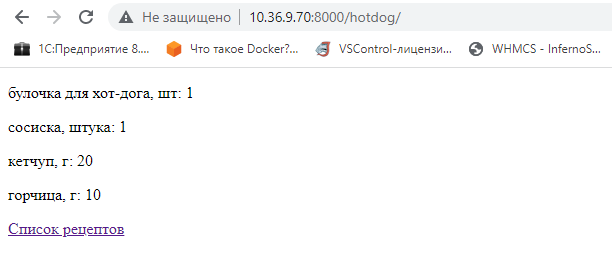 Не защищено 10.36.9.70:8000/hotdog/
1С:Предприятие 8.... Что такое Docker?... VSControl-лицензи... WHMCS - InfernoS...
булочка для хот-дога, шт: 1
сосиска, штука: 1
кетчуп, г: 20
горчица, г: 10
Список рецептов